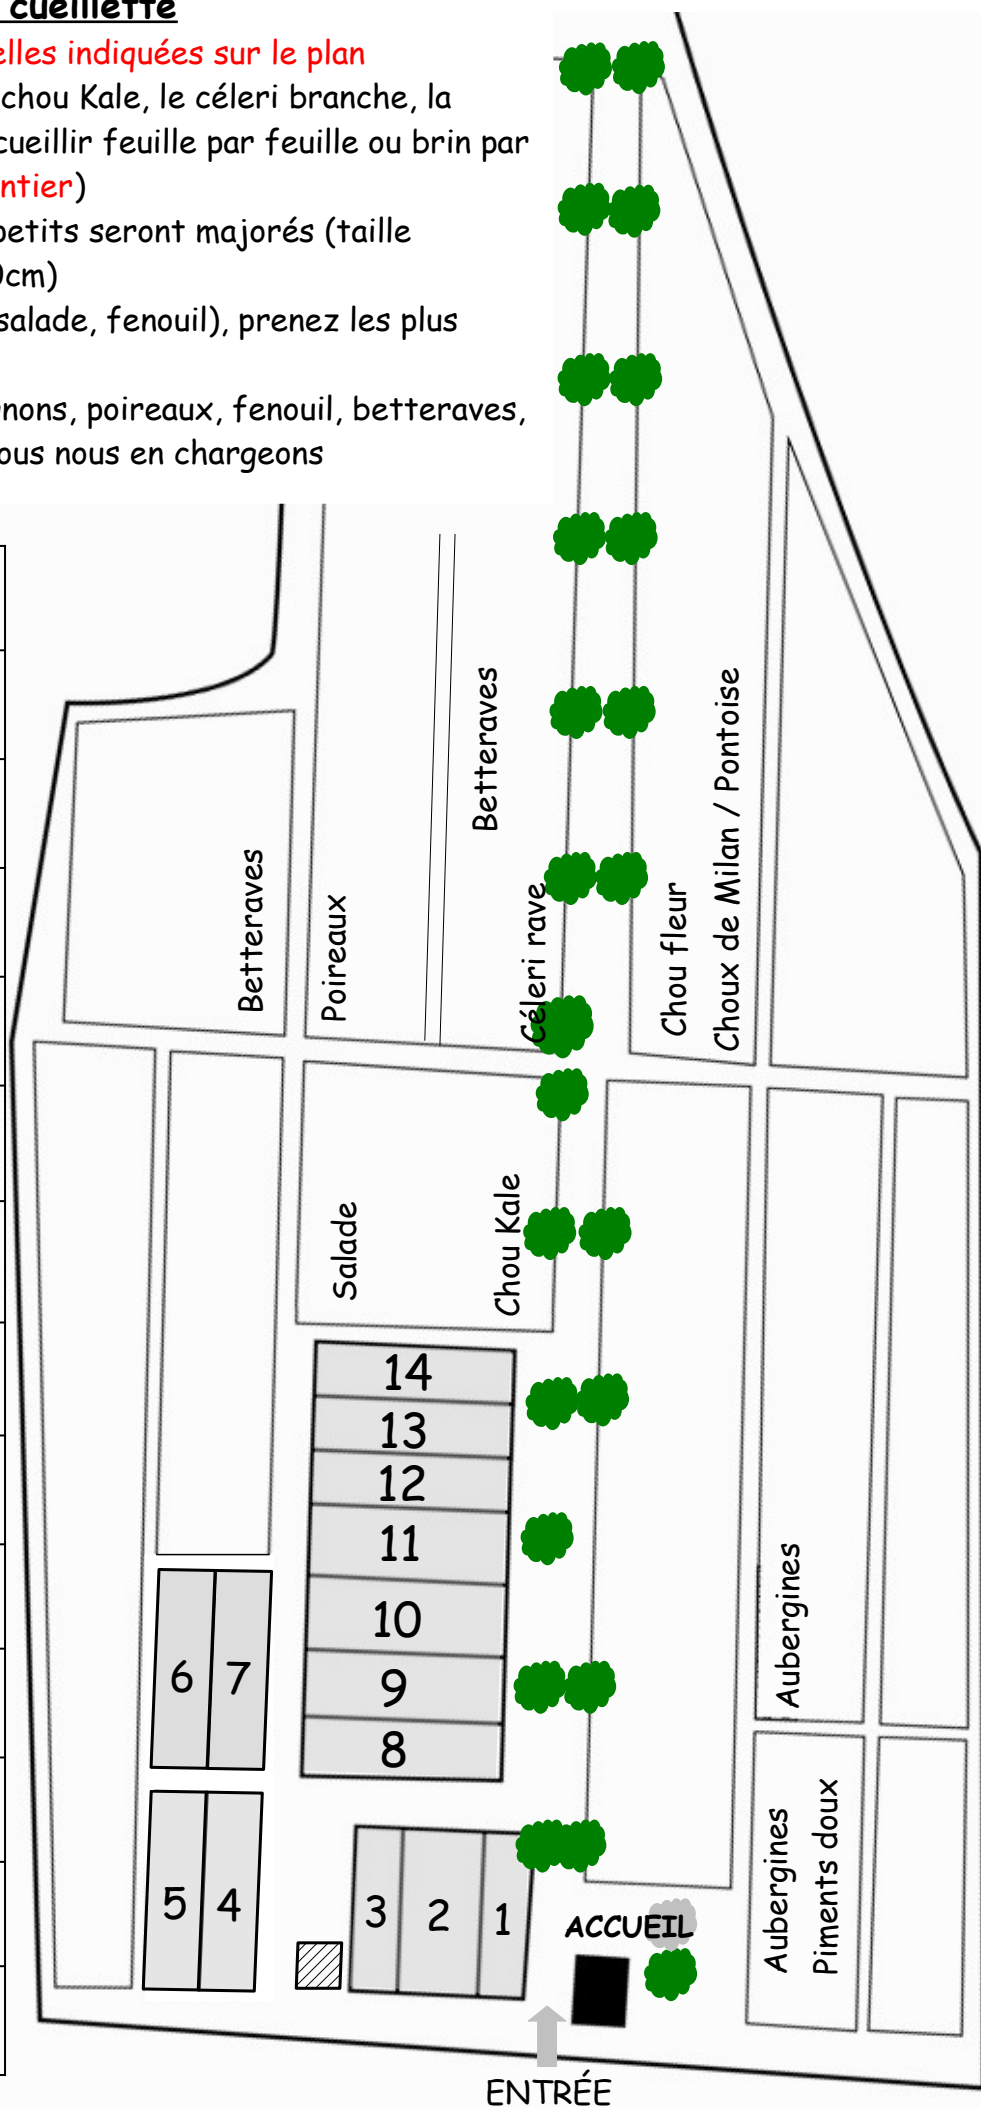 cueillette
elles indiquées sur le plan
chou Kale, le céleri branche, la
cueillir feuille par feuille ou brin par
ntier)
petits seront majorés (taille
0cm)
salade, fenouil), prenez les plus
nons, poireaux, fenouil, betteraves,
ous nous en chargeons
Betteraves
Poireaux
Betteraves
Céleri rave
Chou fleur
Choux de Milan / Pontoise
Salade
Chou Kale
14
13
12
11
10
9
8
6 7
5 4
3 2 1
Aubergines
Aubergines
Piments doux
ACCUEIL
ENTRÉE